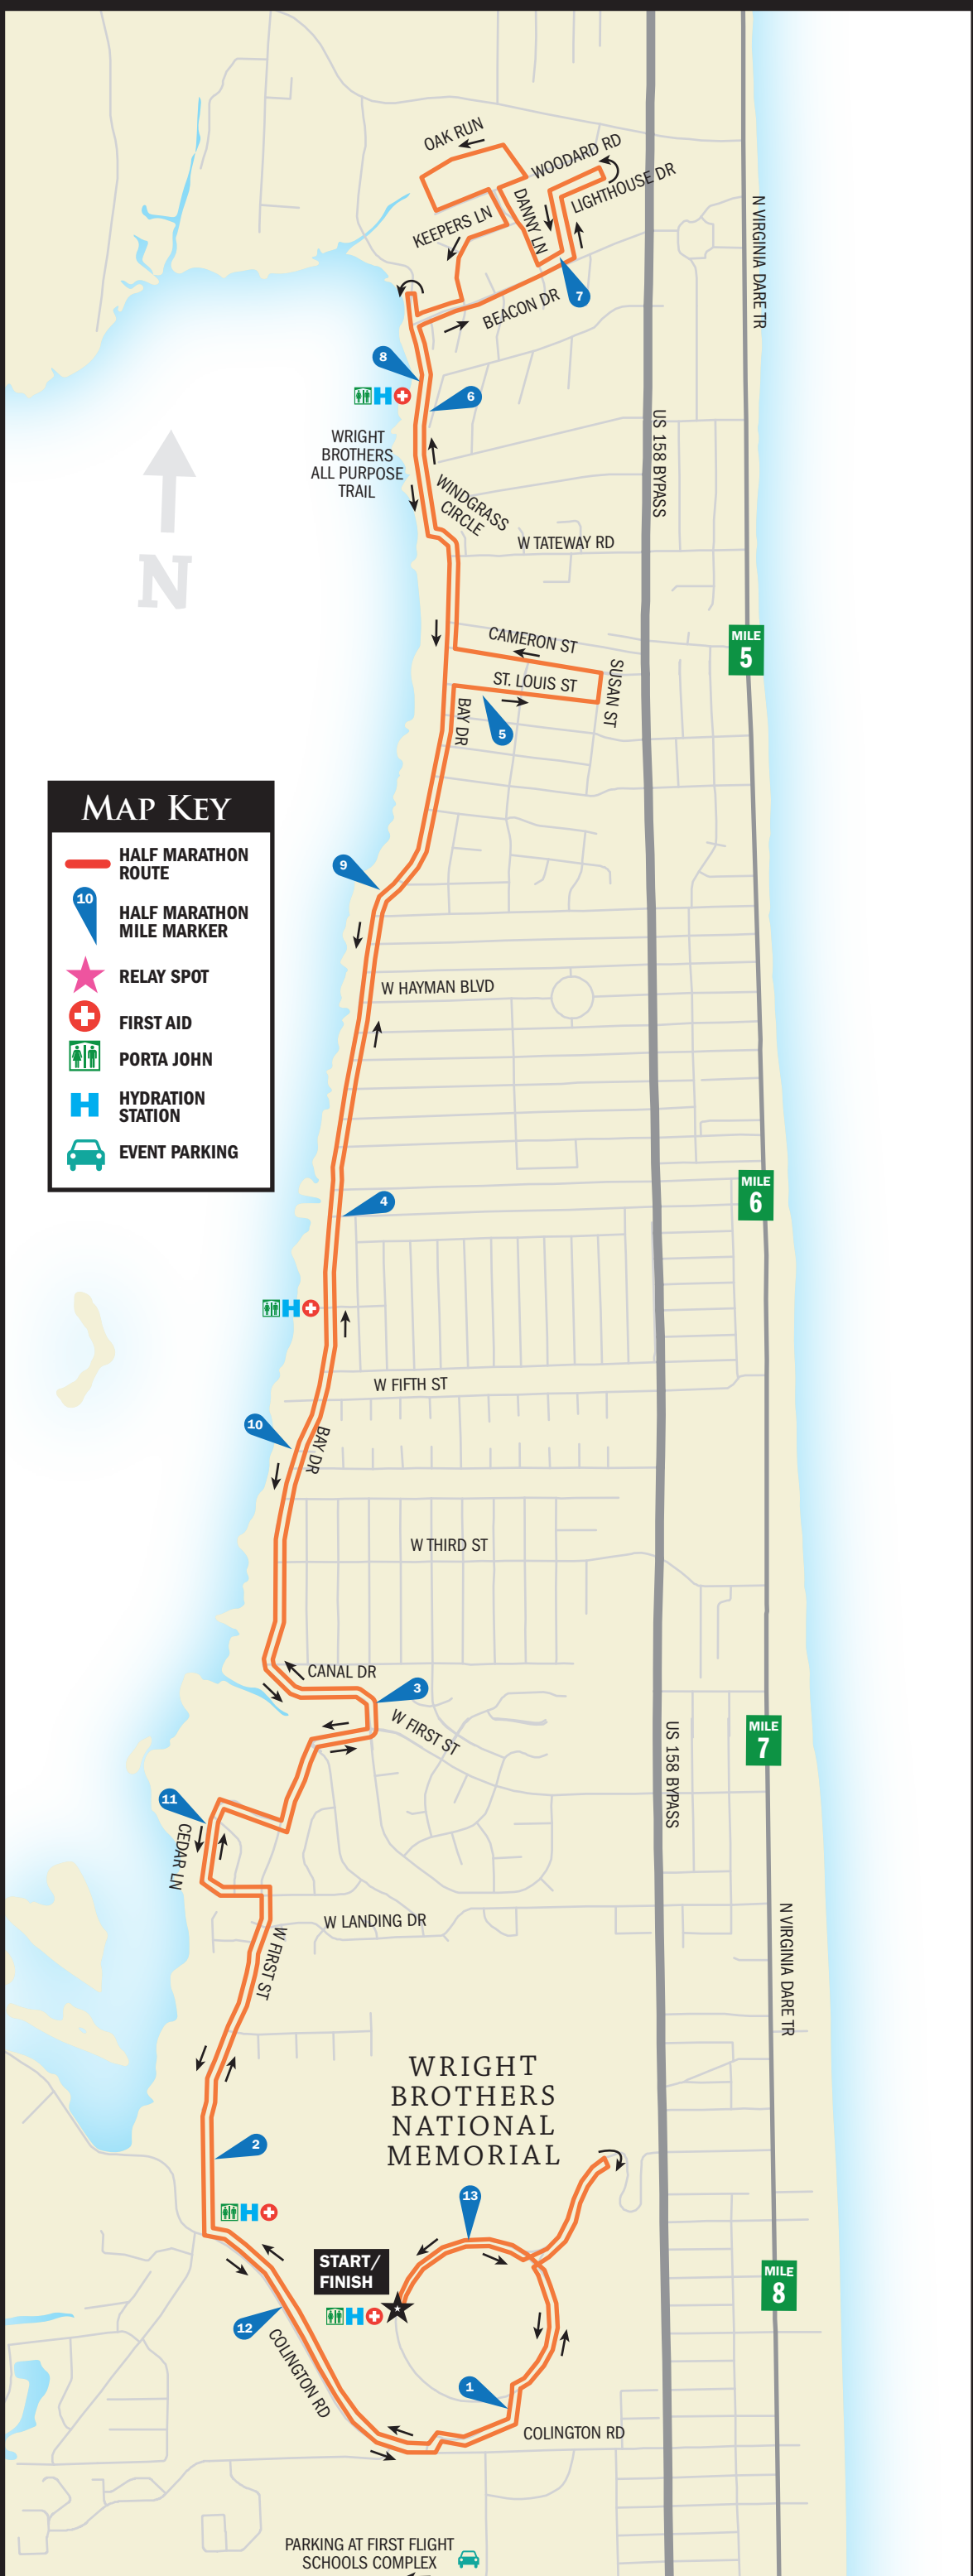 OAK RUN
WOODARD RD
LIGHTHOUSE DR
DANNY LN
KEEPERS LN
N VIRGINIA DARE TR
7
BEACON DR
8
6
H
US 158 BYPASS
WRIGHT
BROTHERS
ALL PURPOSE
TRAIL
WINDGRASS
CIRCLE
N
W TATEWAY RD
MILE
5
CAMERON ST
ST. LOUIS ST
SUSAN ST
BAY DR
5
MAP KEY
HALF MARATHON
ROUTE
10
HALF MARATHON
MILE MARKER
RELAY SPOT
FIRST AID
PORTA JOHN
H
HYDRATION
STATION
EVENT PARKING
9
W HAYMAN BLVD
MILE
6
4
H
W FIFTH ST
10
BAY DR
W THIRD ST
CANAL DR
3
W FIRST ST
US 158 BYPASS
MILE
7
11
CEDAR LN
W LANDING DR
W FIRST ST
N VIRGINIA DARE TR
WRIGHT
BROTHERS
NATIONAL
MEMORIAL
2
13
H
START/
FINISH
H
MILE
8
12
COLINGTON RD
1
COLINGTON RD
PARKING AT FIRST FLIGHT
SCHOOLS COMPLEX